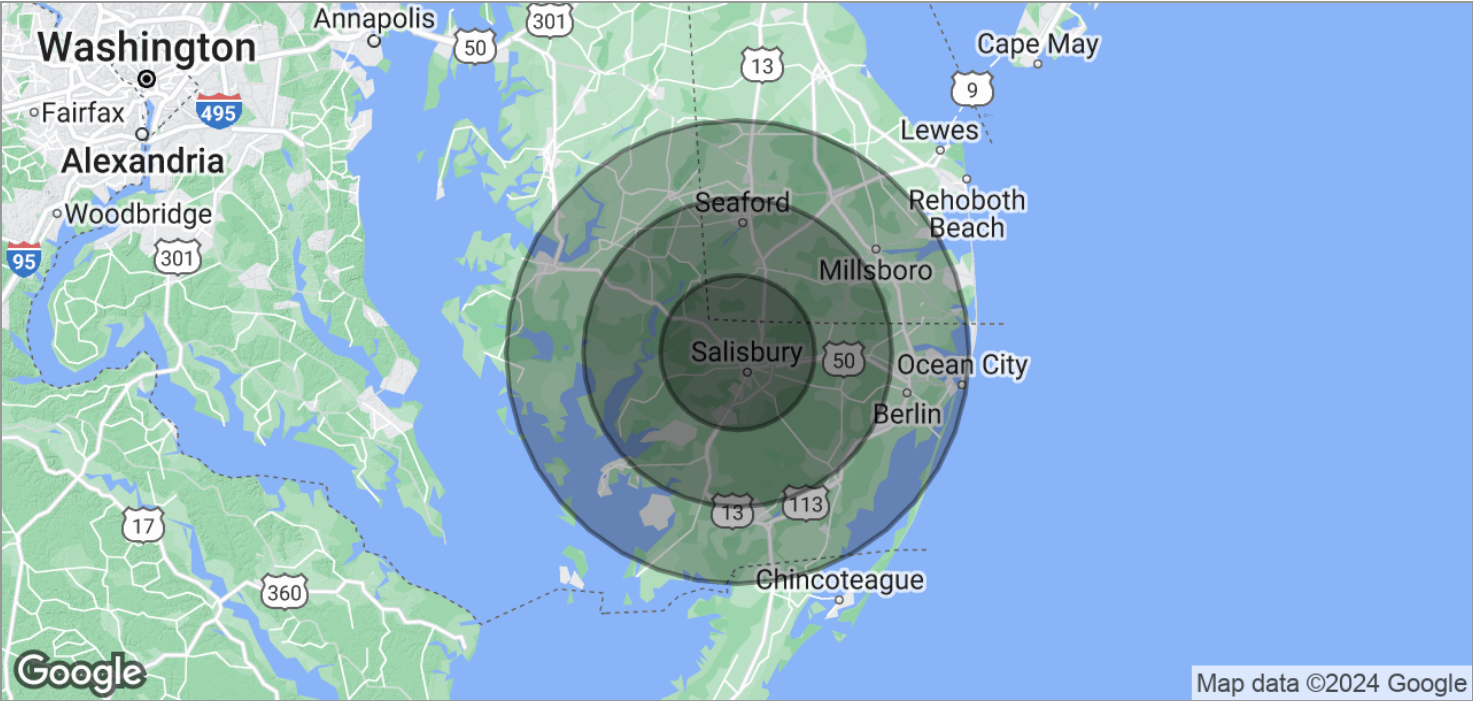 Annapolis
301
50
Washington
13
Cape May
9
Fairfax
495
Lewes
Alexandria
Seaford
Rehoboth
Beach
Woodbridge
95
301
Millsboro
Salisbury
50
Ocean City
Berlin
13
113
17
Chincoteague
360
Google
Map data ©2024 Google